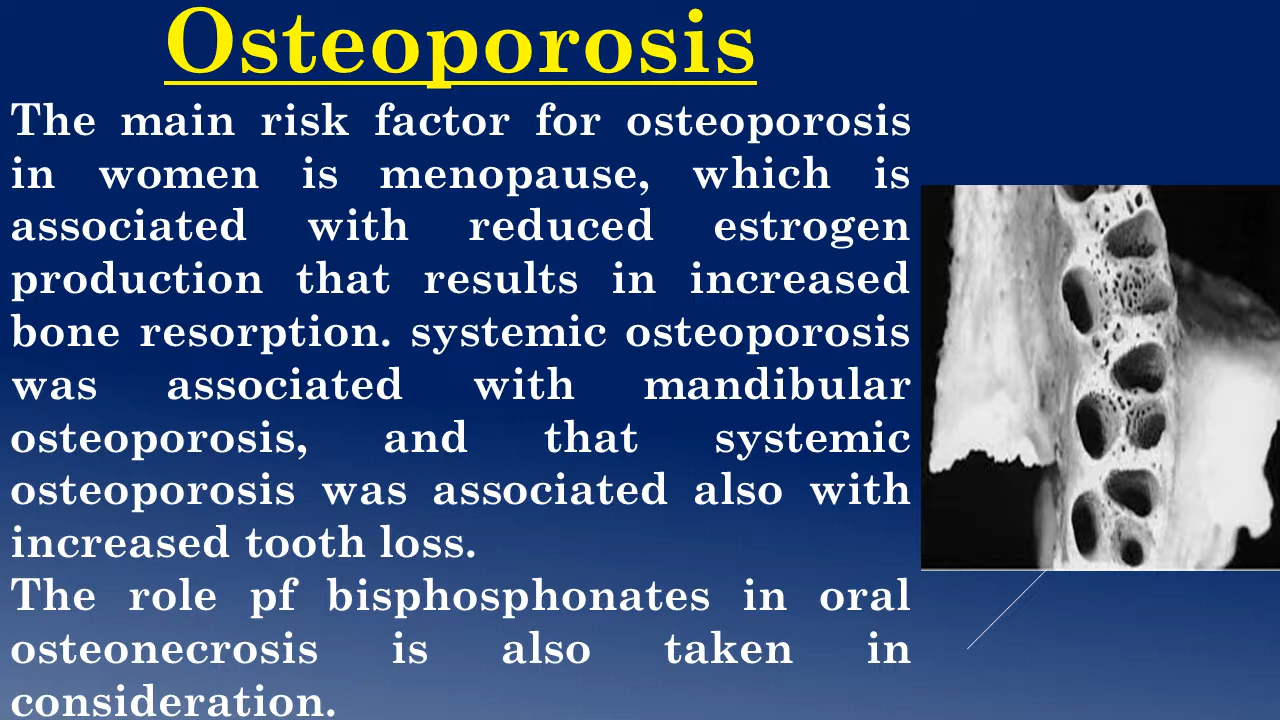 Osteoporosis
The main risk factor for osteoporosis
in women is menopause, which is
associated with reduced estrogen
production that results in increased
bone resorption. systemic osteoporosis
was associated with mandibular
osteoporosis, and that systemic
osteoporosis was associated also with
increased tooth loss.
The role pf bisphosphonates in oral
osteonecrosis is also taken in
consideration.